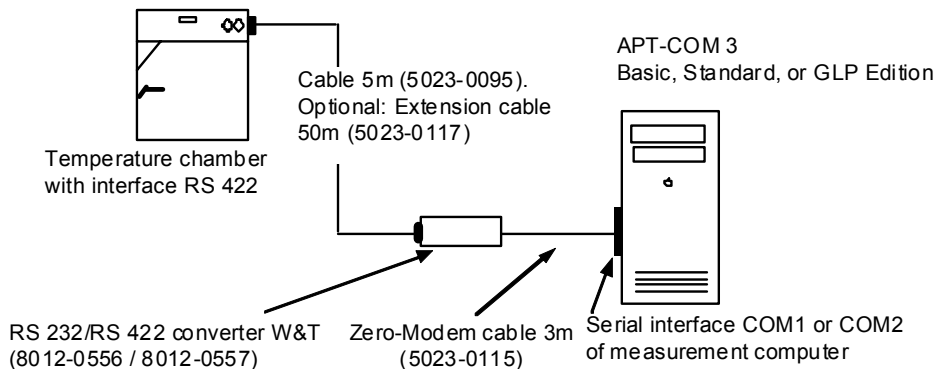 APT-COM 3
Basic, Standard, or GLP Edition
Cable 5m (5023-0095).
Optional: Extension cable
50m (5023-0117)
Temperature chamber
with interface RS 422
RS 232/RS 422 converter W&T
(8012-0556 / 8012-0557)
Zero-Modem cable 3m
(5023-0115)
Serial interface COM1 or COM2
of measurement computer